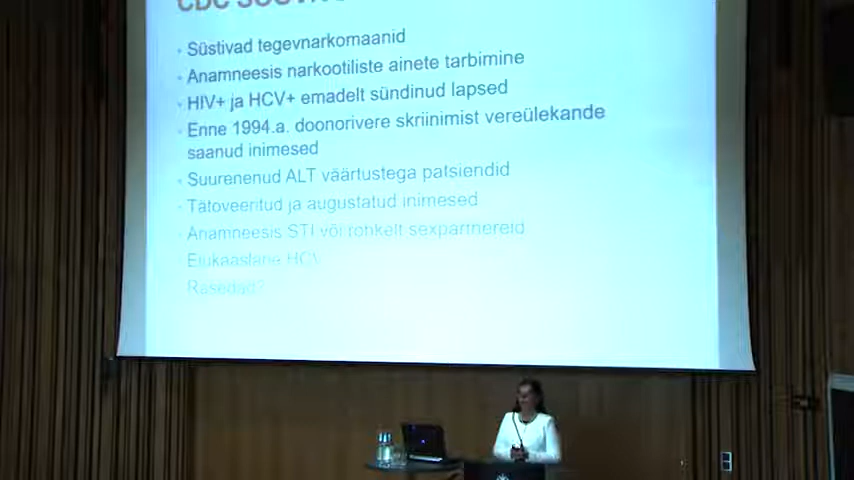 CDC
Süstivad tegevnarkomaanid
Anamneesis narkootiliste ainete tarbimine
HIV+ ja HCV+ emadelt sündinud lapsed
Enne 1994.a. doonorivere skriinimist vereülekande
saanud inimesed
Suurenenud ALT väärtustega patsiendid
Tätoveeritud ja augustatud inimesed
Anamneesis STI või rohkelt sexpartnereid
Elukaaslane HCV
Rasedad?